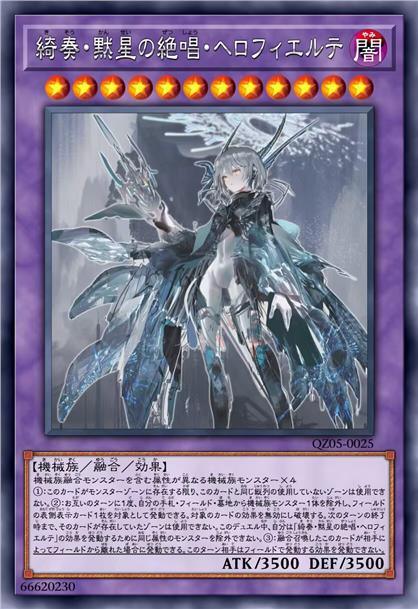 綺奏・黙星の絶唱・ヘロフィエルテ
闇
QZ05-0025
【機械族／融合／効果】
機械族融合モンスターを含む属性が異なる機械族モンスター×4
①：このカードがモンスターゾーンに存在する限り、このカードと同じ縦列の使用していないゾーンは使用でき
ない。②：お互いのターンに1度、自分の手札・フィールド・墓地から機械族モンスター1体を除外し、フィールド
の表側表示カード1枚を対象として発動できる。対象のカードの効果を無効にし破壊する。次のターンの終了
時まで、そのカードが存在していたゾーンは使用できない。このデュエル中、自分は「綺奏・黙星の絶唱・ヘロフィ
エルテ」の効果を発動するために同じ属性のモンスターを除外できない。③：融合召喚したこのカードが相手に
よってフィールドから離れた場合に発動できる。このターン相手はフィールドで発動する効果を発動できない。
ATK/3500 DEF/3500
66620230